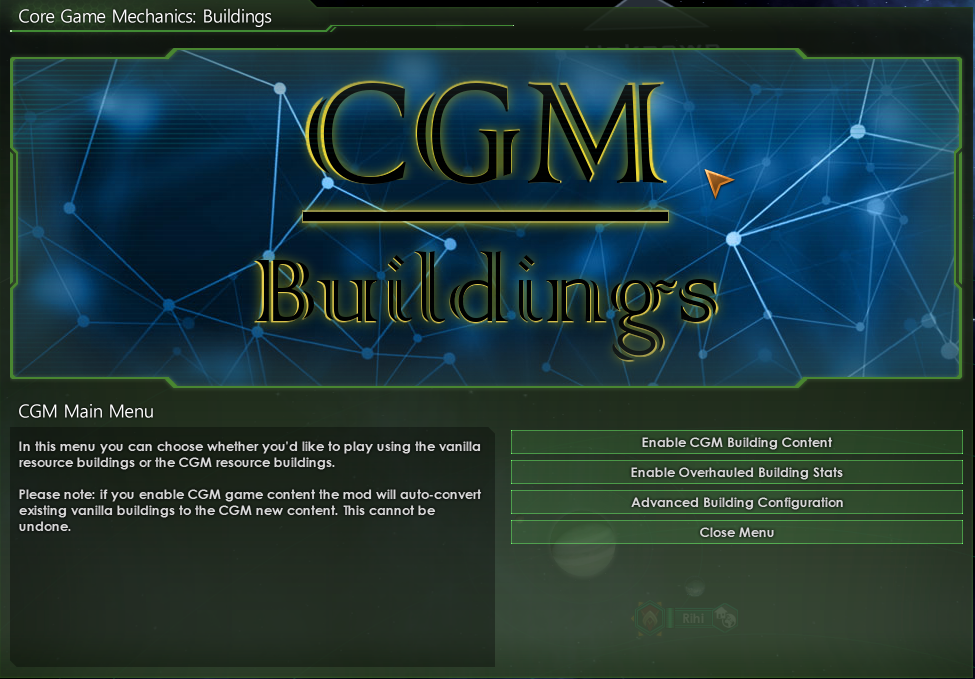 Core Game Mechanics: Buildings
CGM
Buildings
CGM Main Menu
In this menu you can choose whether you'd like to play using the vanilla
resource buildings or the CGM resource buildings.
Please note: if you enable CGM game content the mod will auto-convert
existing vanilla buildings to the CGM new content. This cannot be
undone.
Enable CGM Building Content
Enable Overhauled Building Stats
Advanced Building Configuration
Close Menu
Rihi